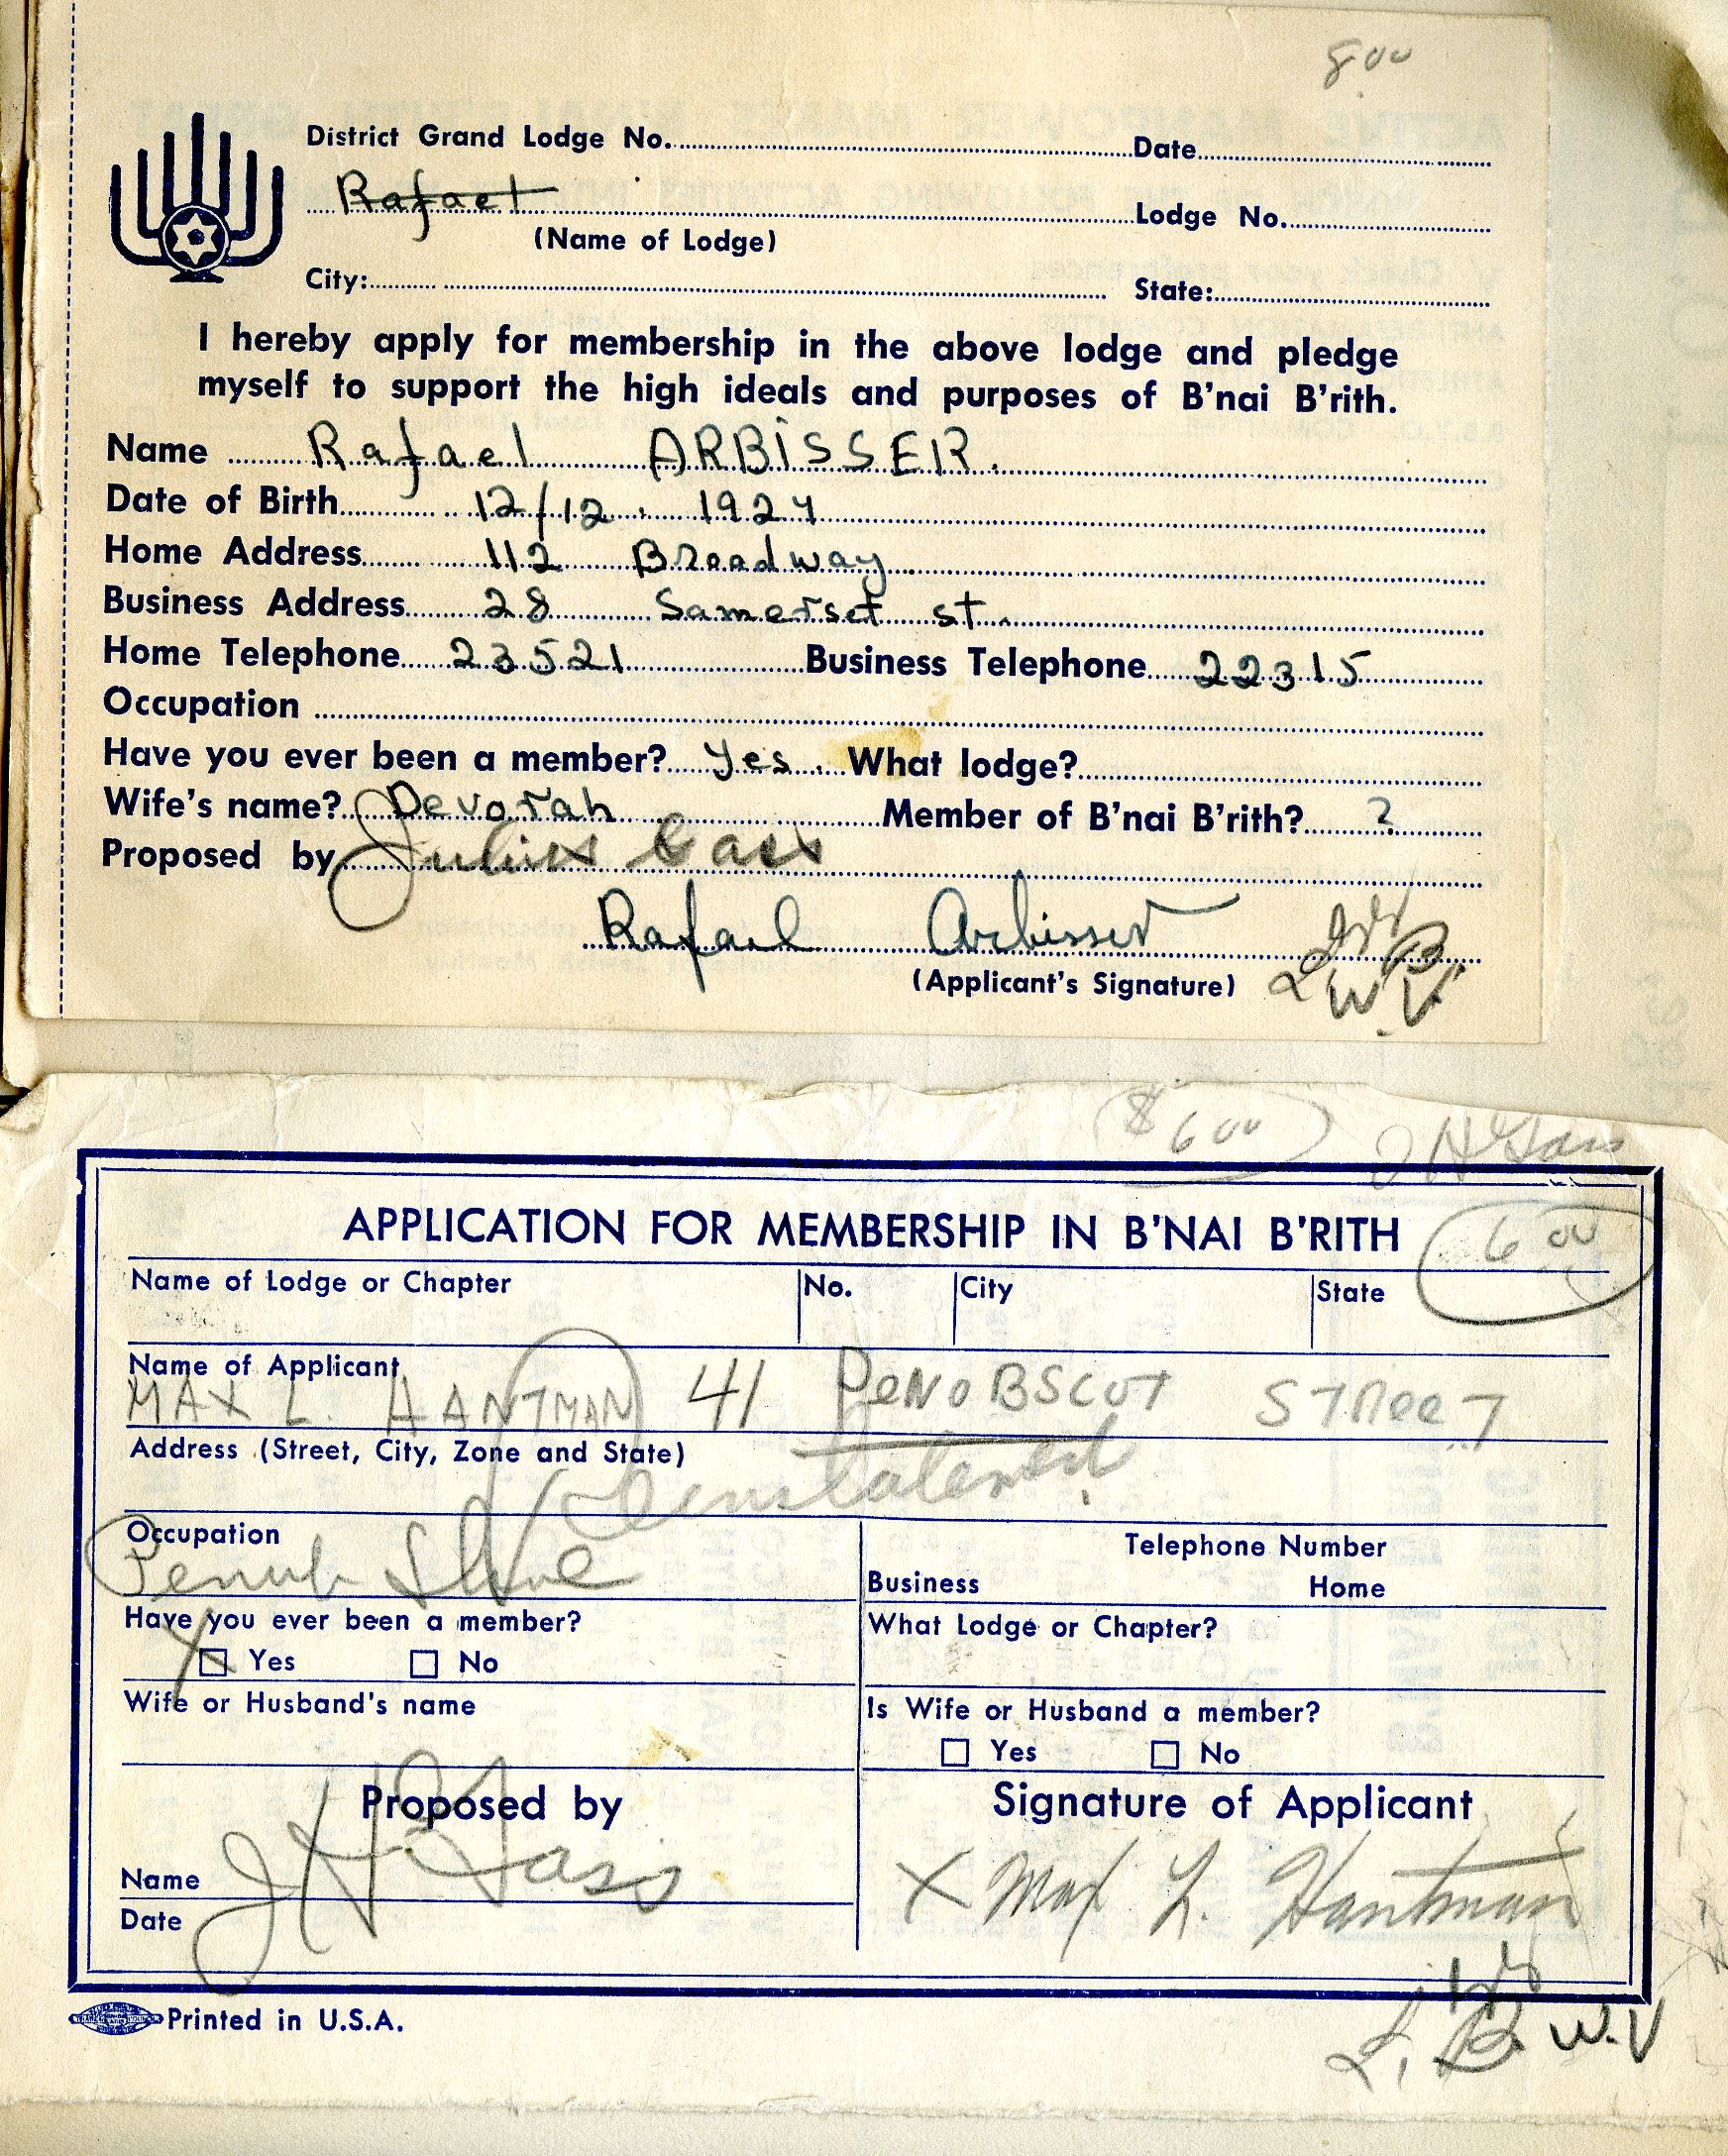 8.00
District Grand Lodge No. Date
Rafael Lodge No.
(Name of Lodge)
City: State:
I hereby apply for membership in the above lodge and pledge
myself to support the high ideals and purposes of B'nai B'rith.
Name Rafael ARBISSER.
Date of Birth 12/12. 1924
Home Address 112 Broadway.
Business Address 28 Samerset st.
Home Telephone 23521 Business Telephone 22315
Occupation
Have you ever been a member? Yes. What lodge?
Wife's name? Devorah Member of B'nai B'rith? ?
Proposed by Julius Gass
Rafael Arbisser
(Applicant's Signature)
W.V.
$6 00 J H Gass
APPLICATION FOR MEMBERSHIP IN B'NAI B'RITH 6 00
Name of Lodge or Chapter No. City State
Name of Applicant
MAX L. HANTMAN 41 PeNOBSCOT STReeT
Address (Street, City, Zone and State)
Occupation Telephone Number
Penob Shoe
Business Home
Have you ever been a member? What Lodge or Chapter?
X Yes No
Wife or Husband's name Is Wife or Husband a member?
Yes No
Proposed by Signature of Applicant
Name J H Gass X Max L. Hantman
Date
Printed in U.S.A.
L. B. W.V